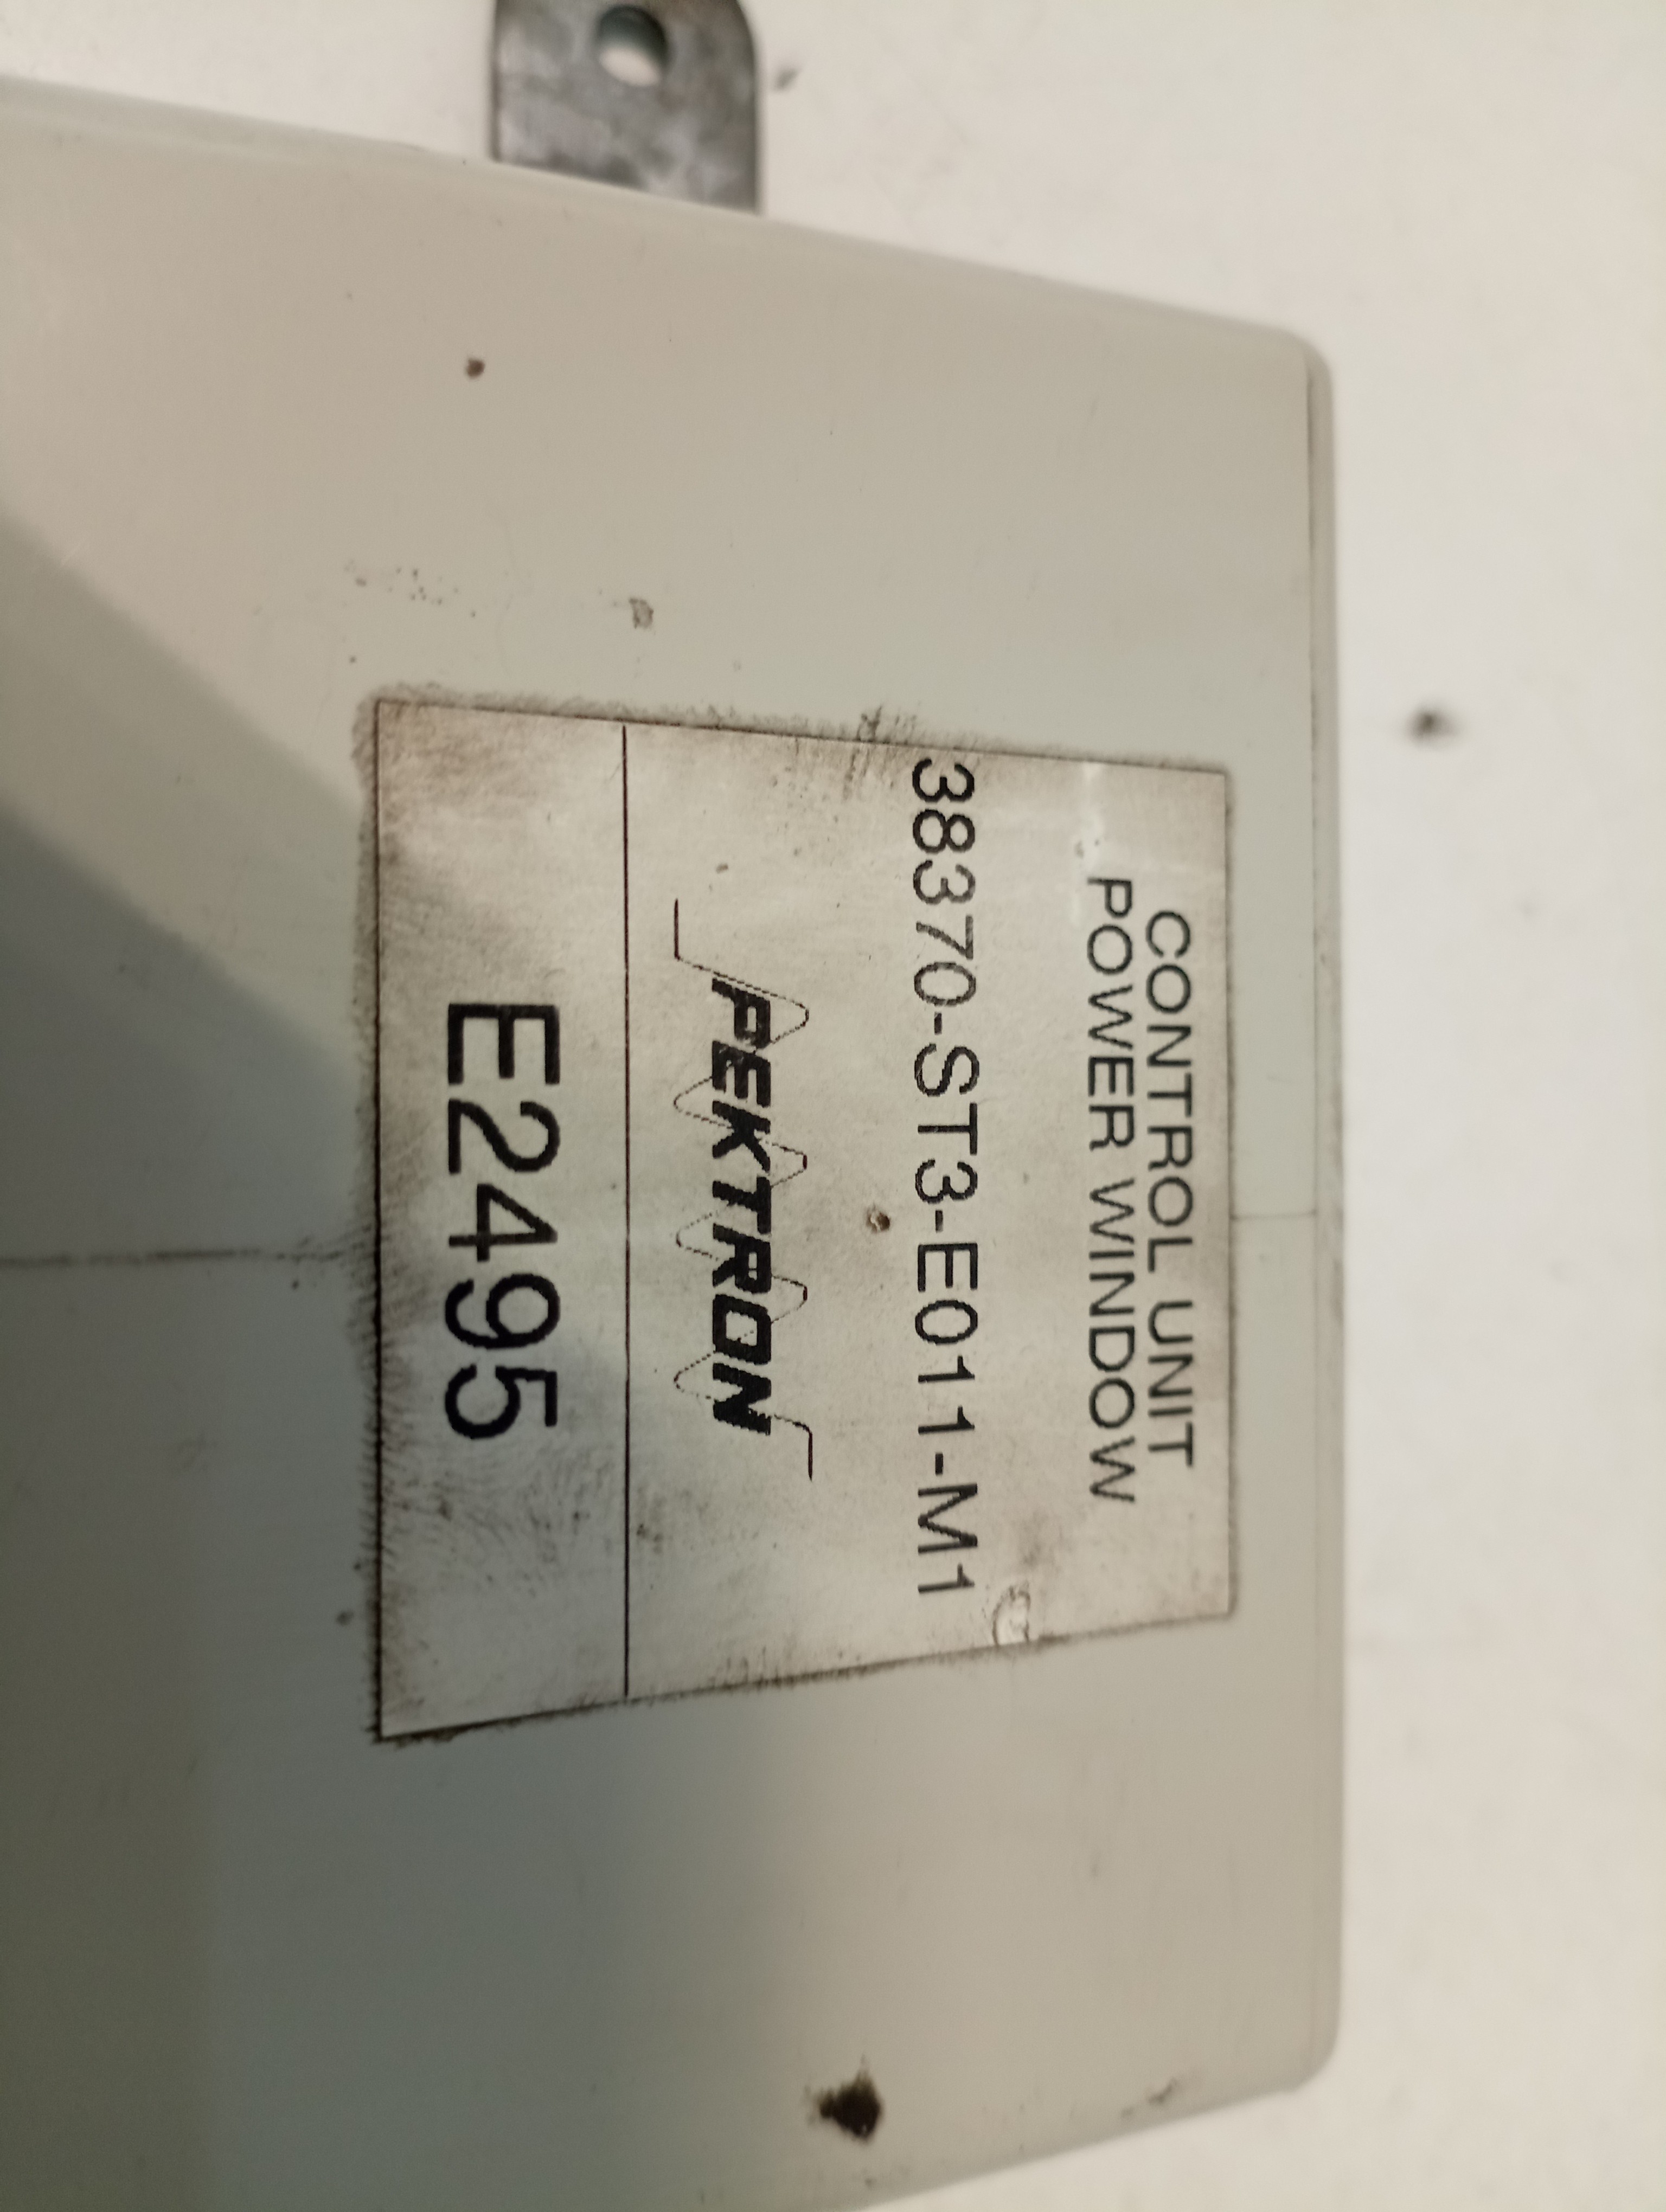 CONTROL UNIT
POWER WINDOW
38370-ST3-E011-M1
PEKTRON
E2495